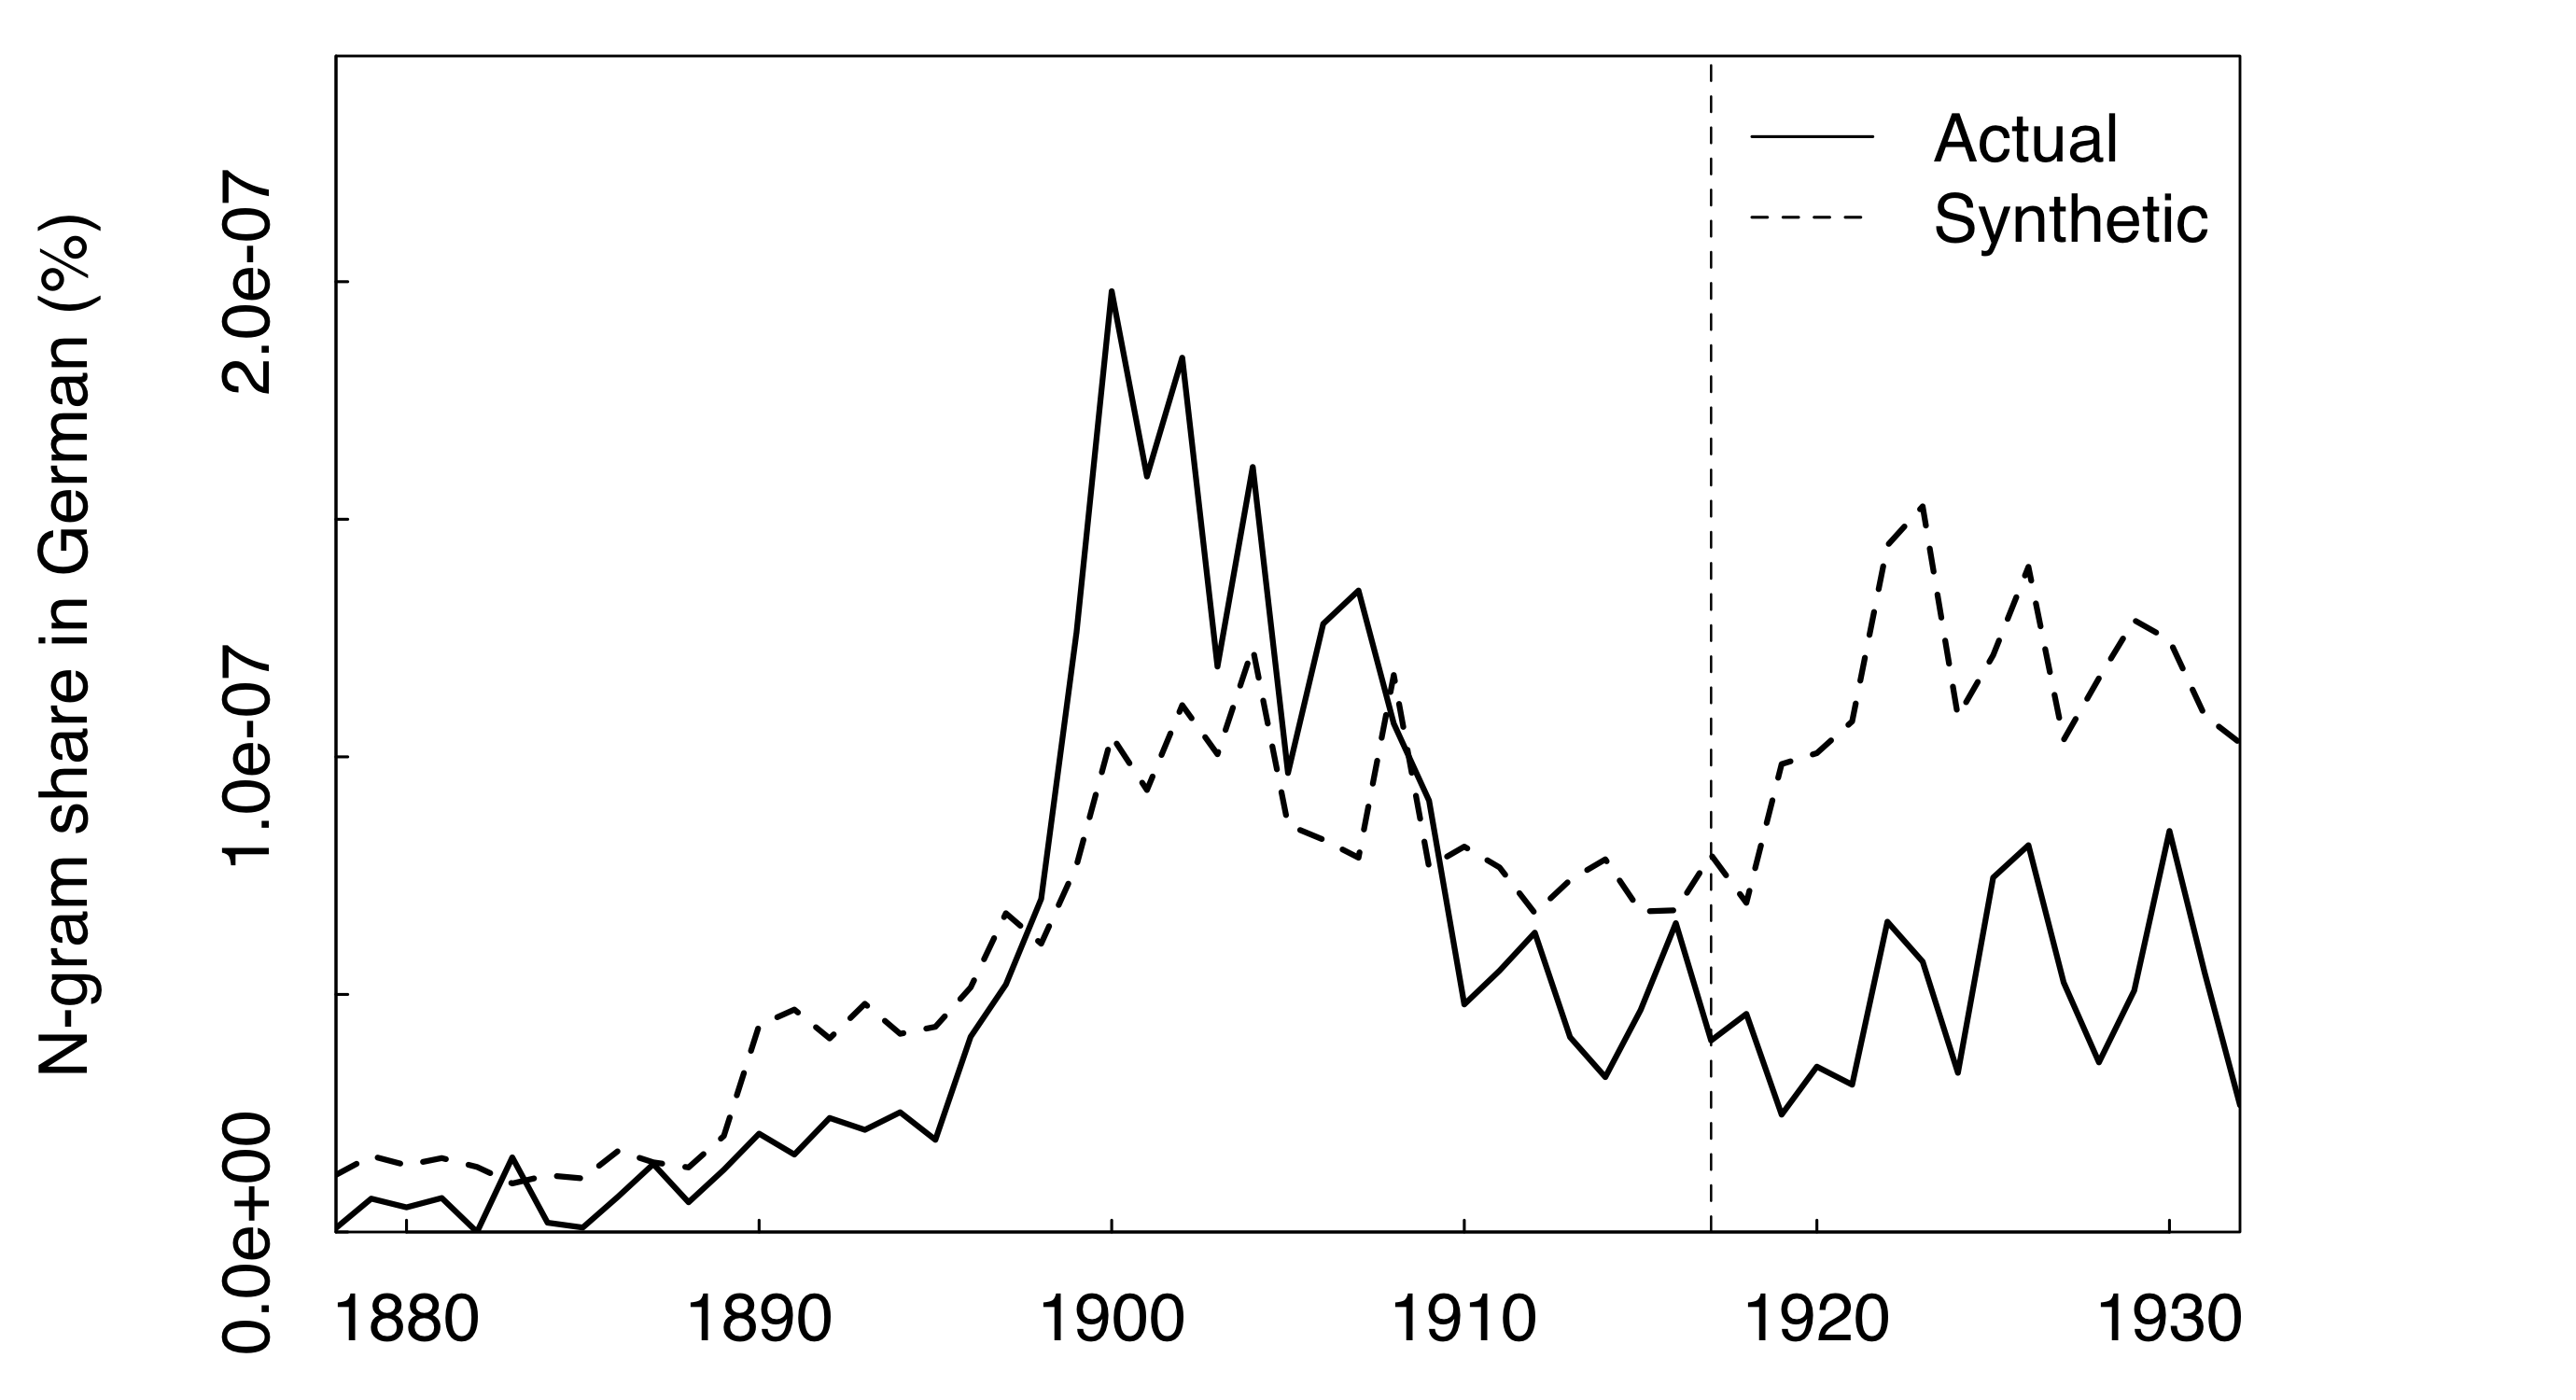 N-gram share in German (%)
2.0e-07
1.0e-07
0.0e+00
Actual
Synthetic
1880 1890 1900 1910 1920 1930